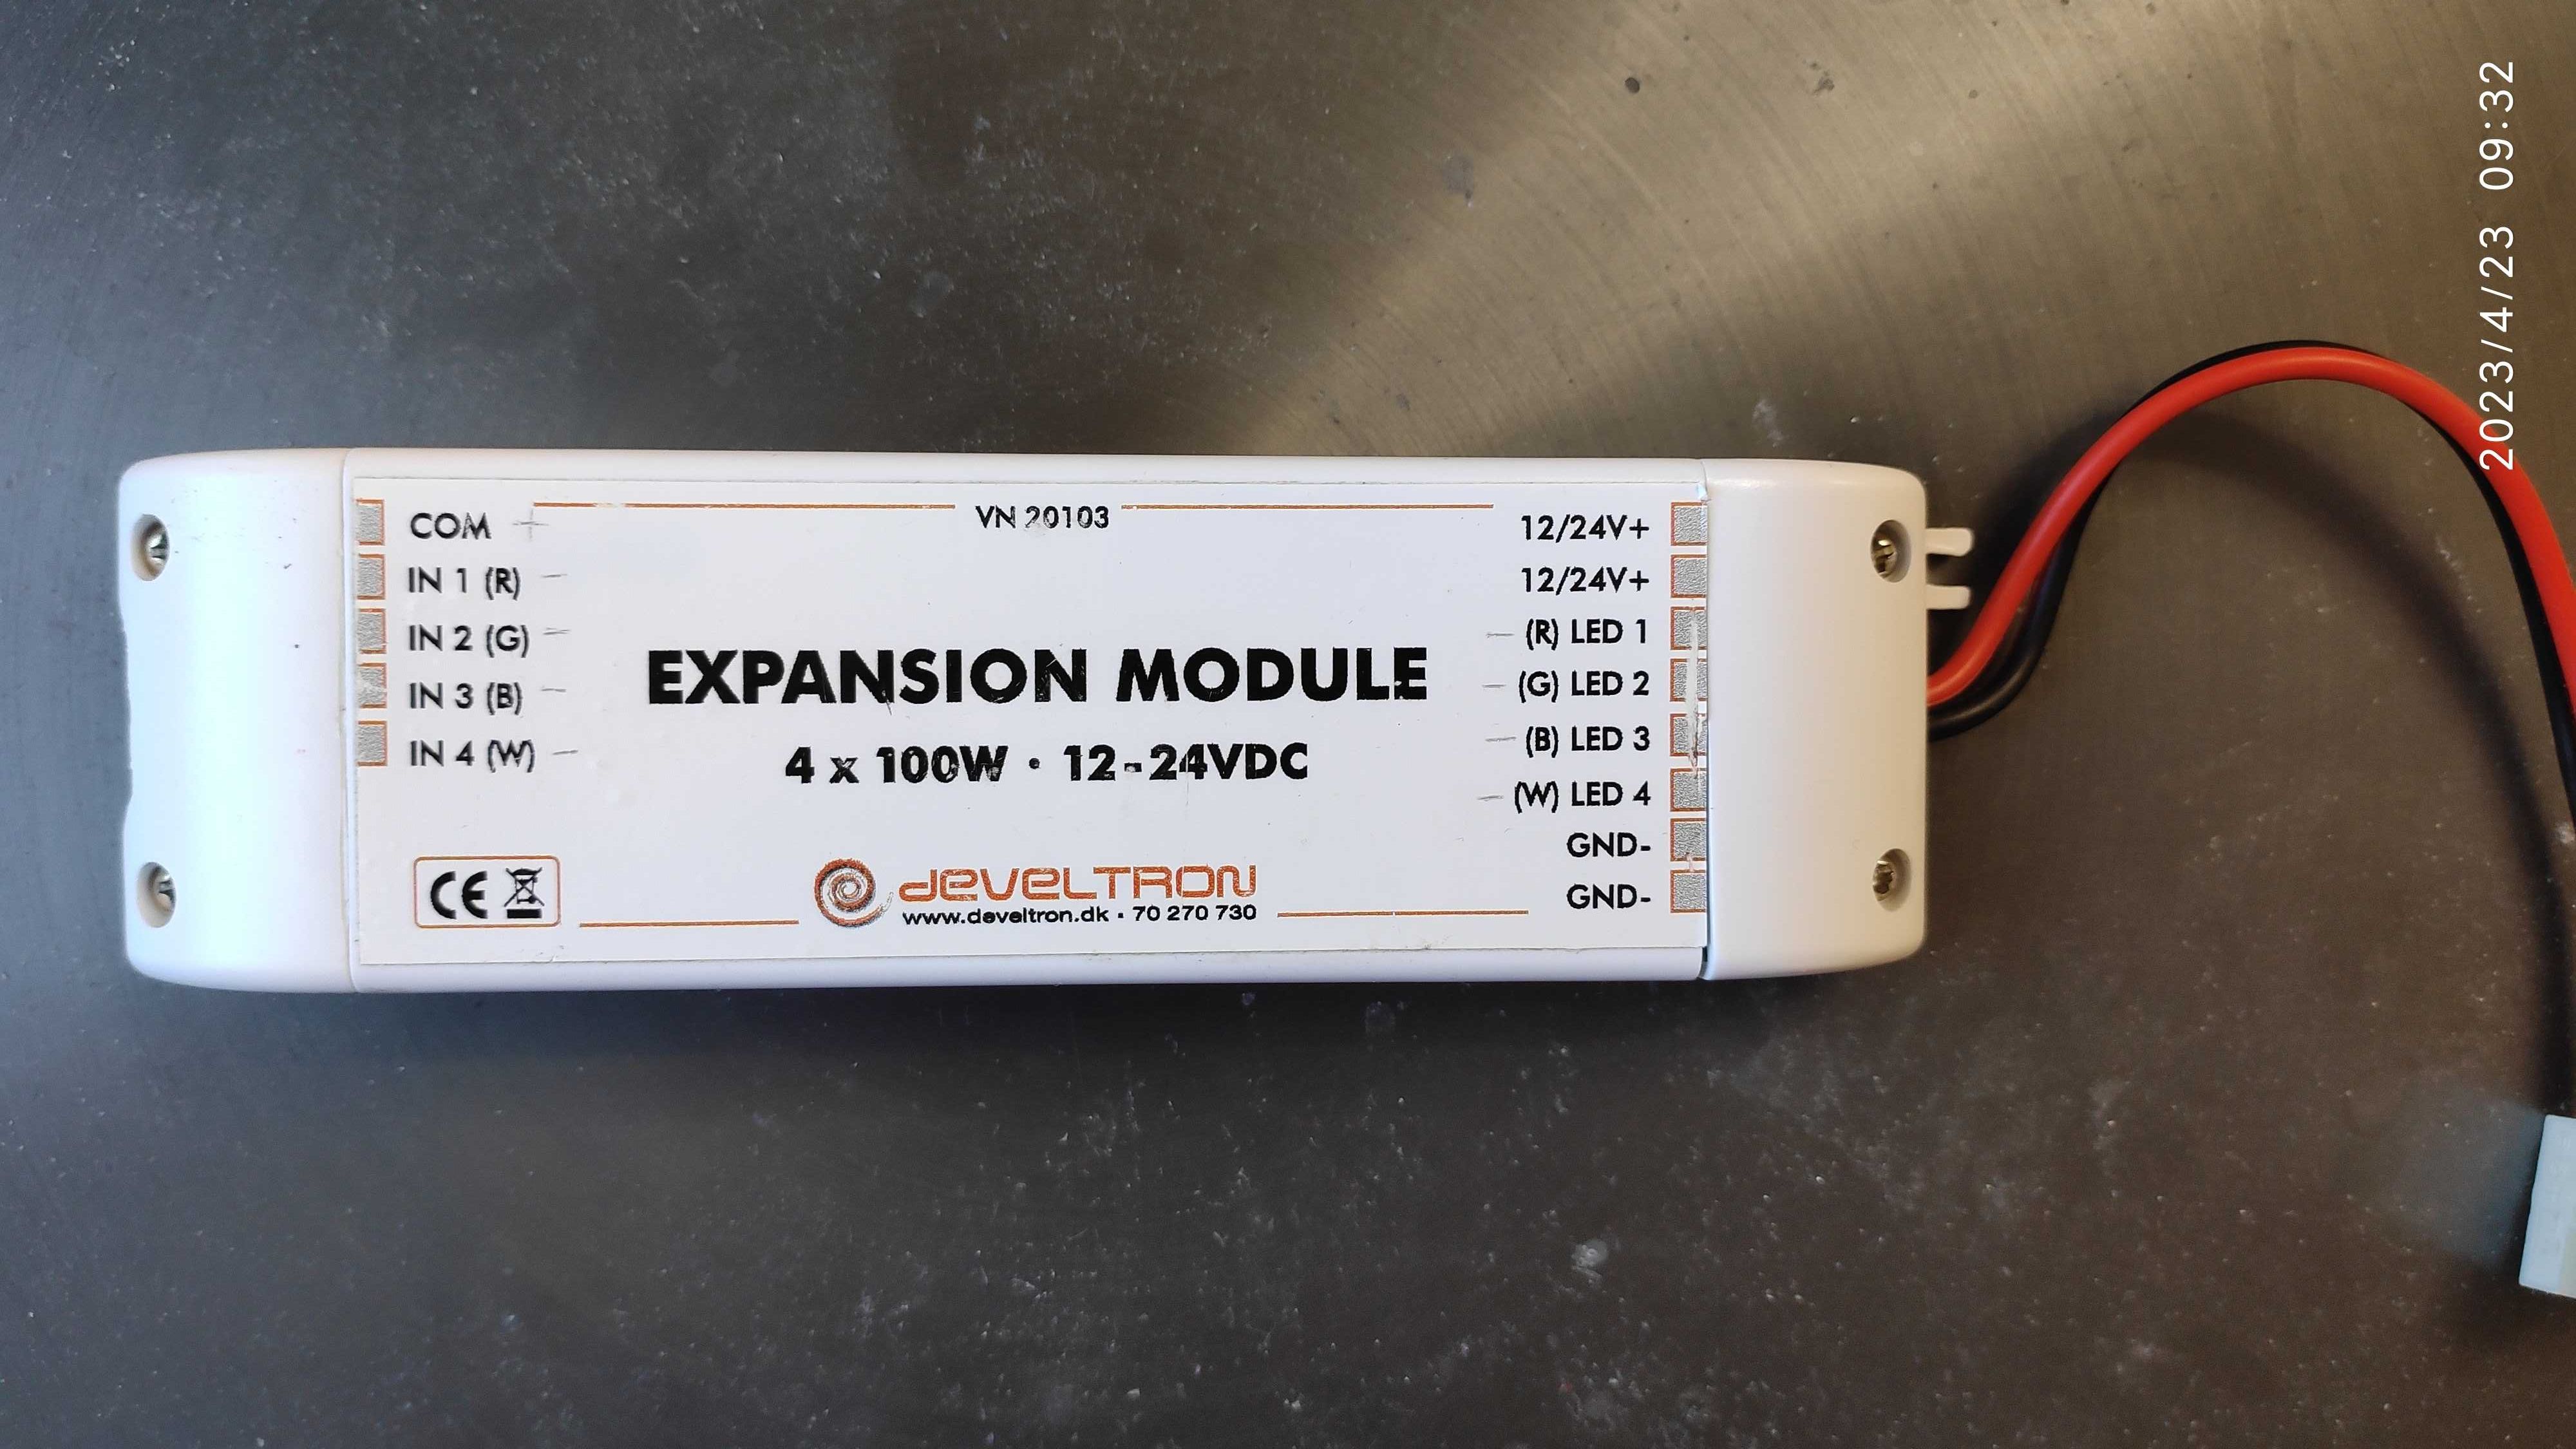 COM +
IN 1 (R) –
IN 2 (G) –
IN 3 (B) –
IN 4 (W) –
CE
VN 20103
EXPANSION MODULE
4 x 100W · 12-24VDC
develtron
www.develtron.dk · 70 270 730
12/24V+
12/24V+
– (R) LED 1
– (G) LED 2
– (B) LED 3
– (W) LED 4
GND-
GND-
2023/4/23 09:32